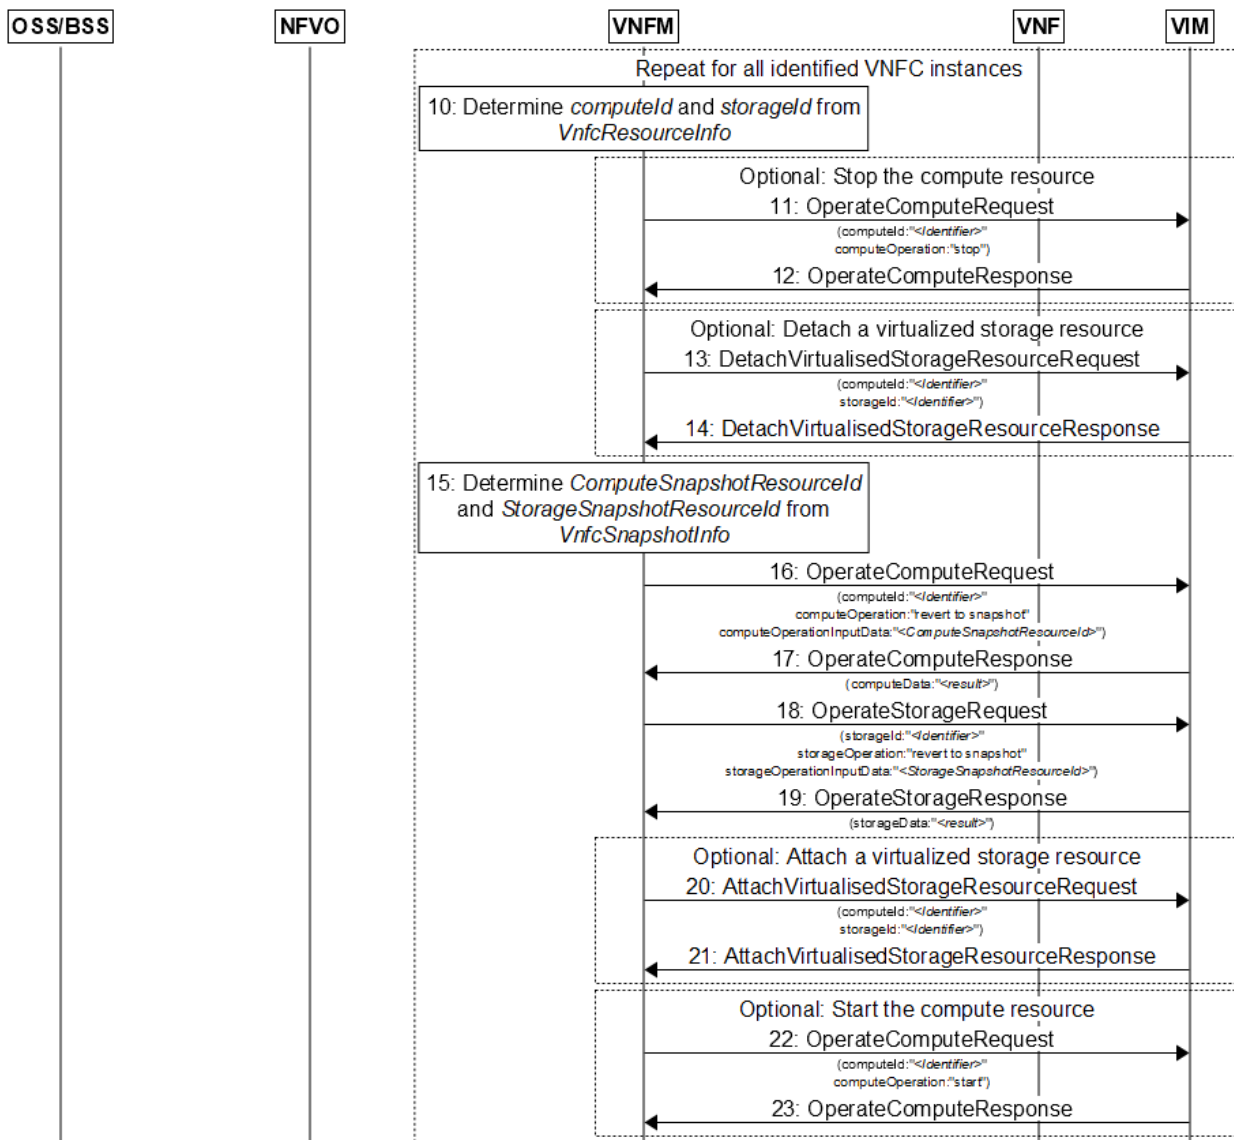 OSS/BSS NFVO VNFM VNF VIM
Repeat for all identified VNFC instances
10: Determine computeId and storageId from
VnfcResourceInfo
Optional: Stop the compute resource
11: OperateComputeRequest
(computeId:"<Identifier>"
computeOperation:"stop")
12: OperateComputeResponse
Optional: Detach a virtualized storage resource
13: DetachVirtualisedStorageResourceRequest
(computeId:"<Identifier>"
storageId:"<Identifier>")
14: DetachVirtualisedStorageResourceResponse
15: Determine ComputeSnapshotResourceId
and StorageSnapshotResourceId from
VnfcSnapshotInfo
16: OperateComputeRequest
(computeId:"<Identifier>"
computeOperation:"revert to snapshot"
computeOperationInputData:"<ComputeSnapshotResourceId>")
17: OperateComputeResponse
(computeData:"<result>")
18: OperateStorageRequest
(storageId:"<Identifier>"
storageOperation:"revert to snapshot"
storageOperationInputData:"<StorageSnapshotResourceId>")
19: OperateStorageResponse
(storageData:"<result>")
Optional: Attach a virtualized storage resource
20: AttachVirtualisedStorageResourceRequest
(computeId:"<Identifier>"
storageId:"<Identifier>")
21: AttachVirtualisedStorageResourceResponse
Optional: Start the compute resource
22: OperateComputeRequest
(computeId:"<Identifier>"
computeOperation:"start")
23: OperateComputeResponse